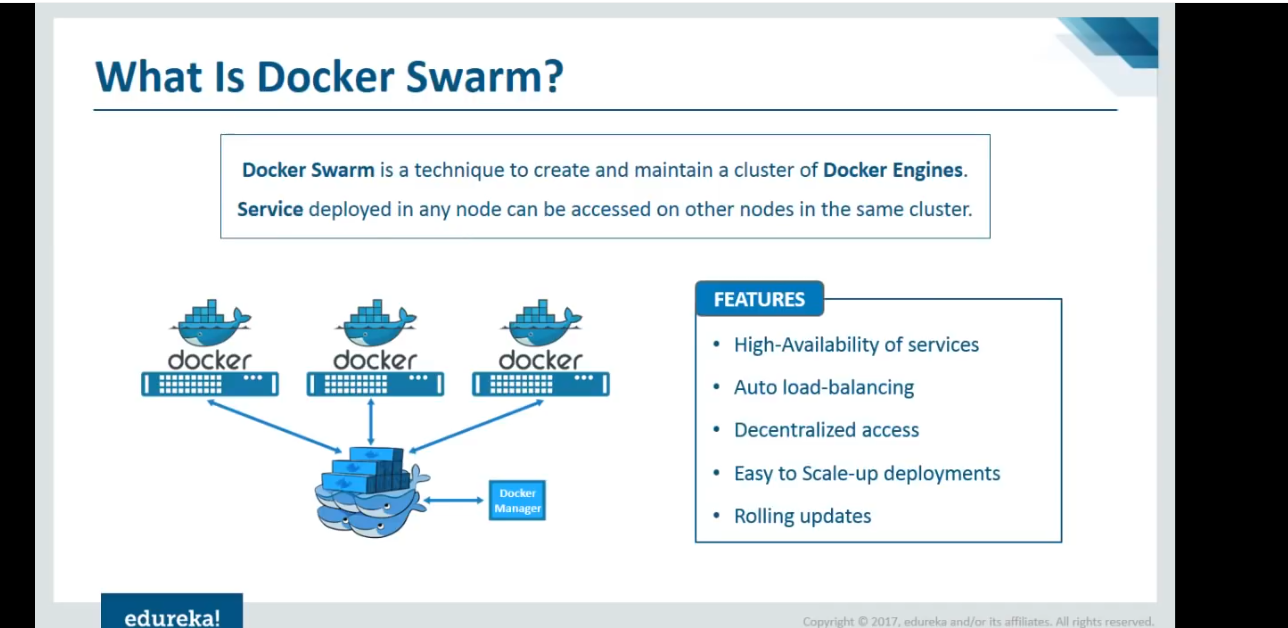 What Is Docker Swarm?
Docker Swarm is a technique to create and maintain a cluster of Docker Engines.
Service deployed in any node can be accessed on other nodes in the same cluster.
docker
docker
docker
Docker
Manager
FEATURES
• High-Availability of services
• Auto load-balancing
• Decentralized access
• Easy to Scale-up deployments
• Rolling updates
edureka!
Copyright © 2017, edureka and/or its affiliates. All rights reserved.